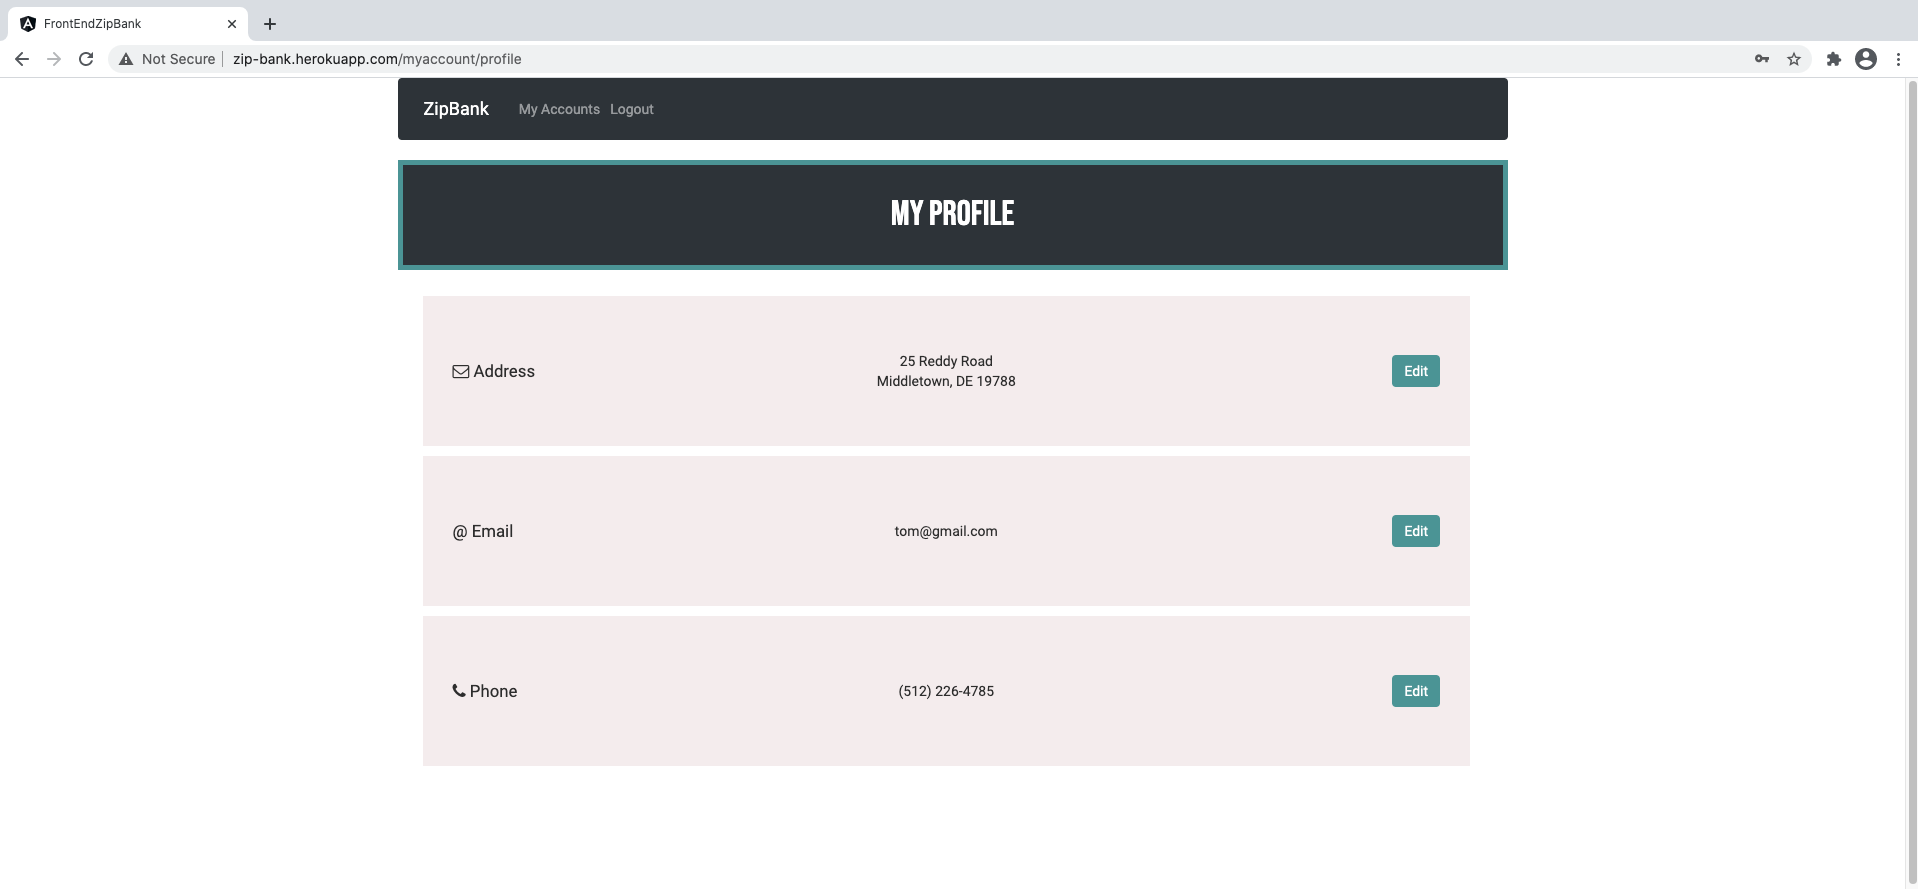 FrontEndZipBank
Not Secure zip-bank.herokuapp.com/myaccount/profile
ZipBank My Accounts Logout
MY PROFILE
Address
25 Reddy Road
Middletown, DE 19788
Edit
@ Email
tom@gmail.com
Edit
Phone
(512) 226-4785
Edit